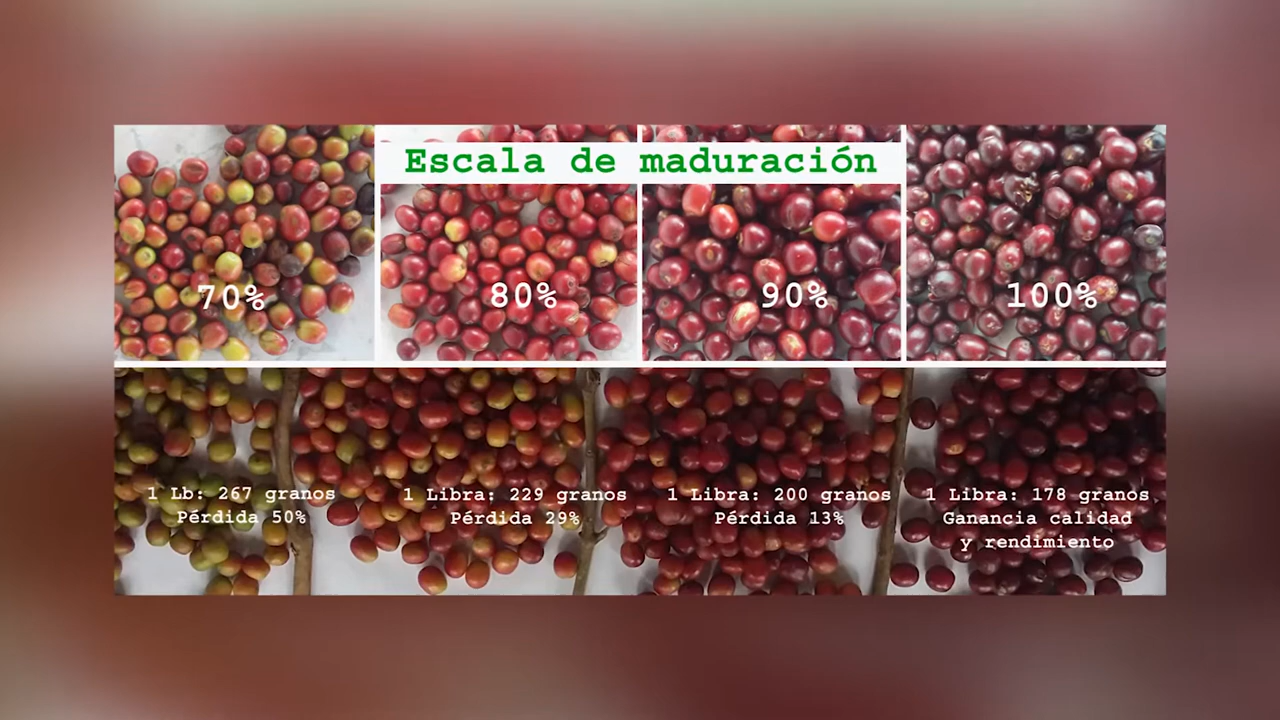 Escala de maduración
70%
80%
90%
100%
1 Lb: 267 granos
Pérdida 50%
1 Libra: 229 granos
Pérdida 29%
1 Libra: 200 granos
Pérdida 13%
1 Libra: 178 granos
Ganancia calidad
y rendimiento